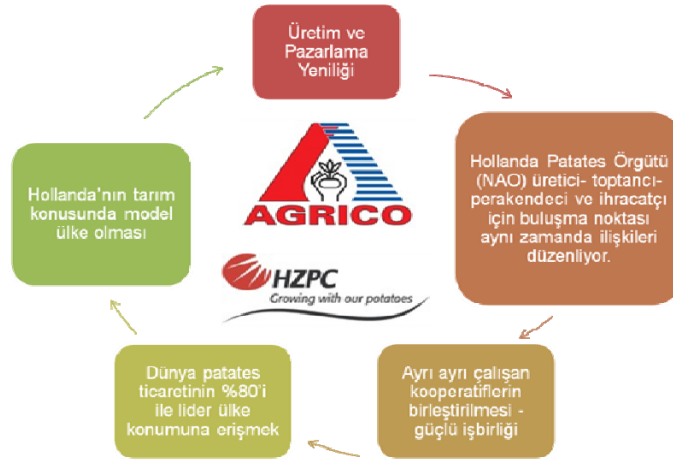 Üretim ve
Pazarlama
Yeniliği
Hollanda Patates Örgütü
(NAO) üretici- toptancı-
perakendeci ve ihracatçı
için buluşma noktası
aynı zamanda ilişkileri
düzenliyor.
Ayrı ayrı çalışan
kooperatiflerin
birleştirilmesi -
güçlü işbirliği
Dünya patates
ticaretinin %80'i
ile lider ülke
konumuna erişmek
Hollanda'nın tarım
konusunda model
ülke olması
AGRICO
HZPC
Growing with our potatoes